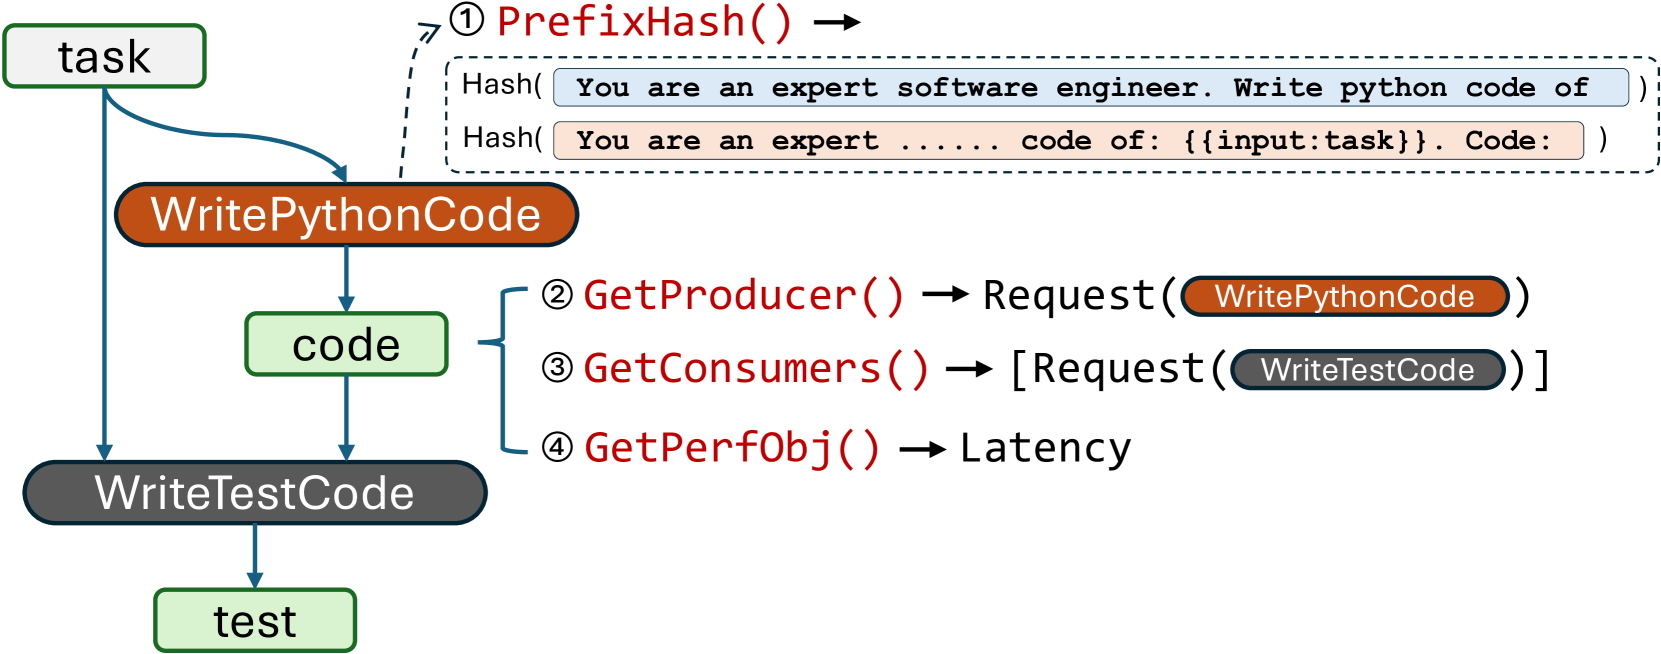 ① PrefixHash() →
task
Hash( You are an expert software engineer. Write python code of )
Hash( You are an expert ...... code of: {{input:task}}. Code: )
WritePythonCode
② GetProducer() → Request(WritePythonCode)
code
③ GetConsumers() → [Request(WriteTestCode)]
④ GetPerfObj() → Latency
WriteTestCode
test